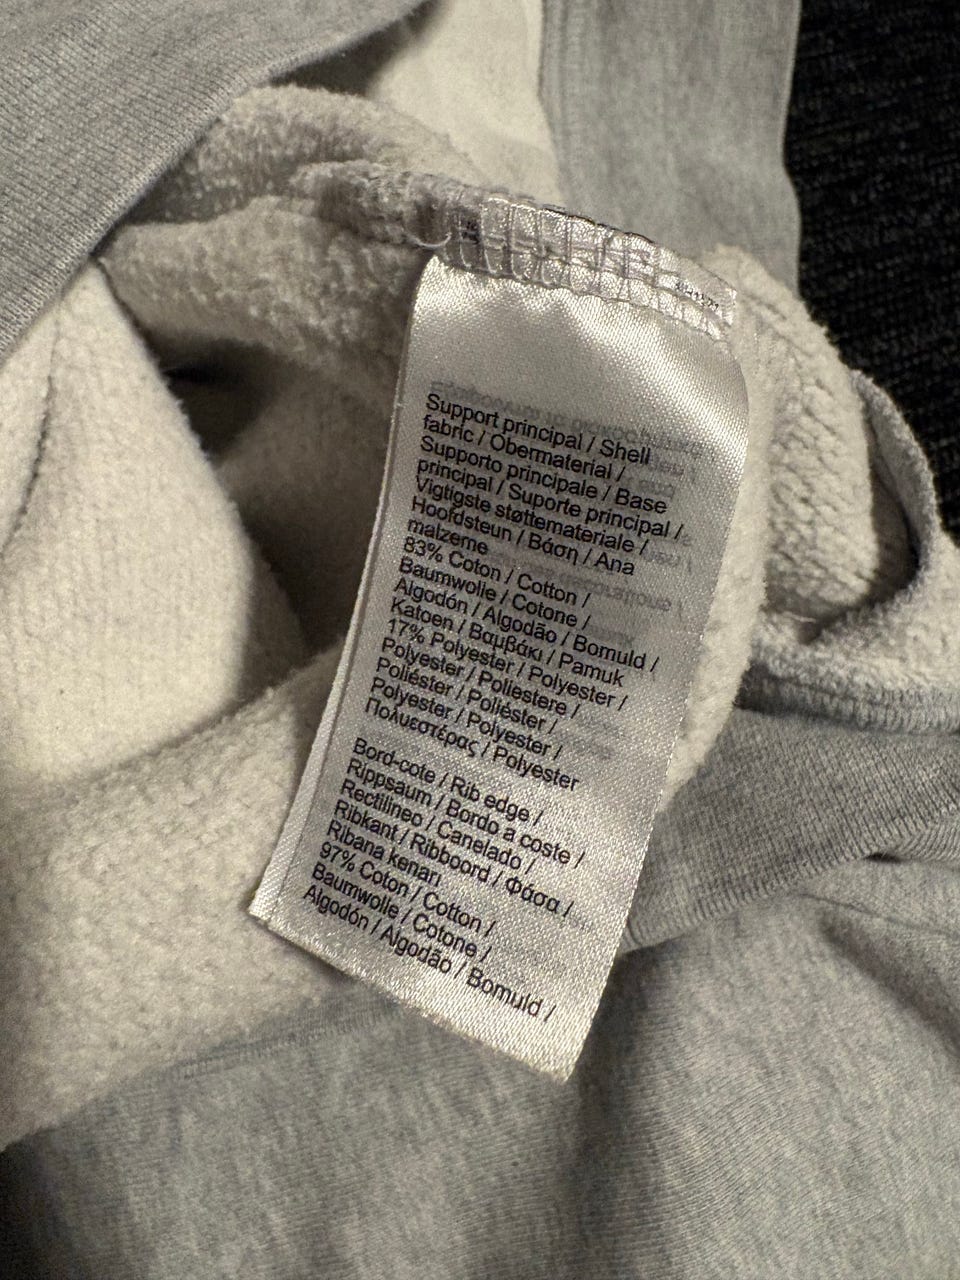 Support principal / Shell
fabric / Obermaterial /
Supporto principale / Base
principal / Suporte principal /
Vigtigste støttemateriale /
Hoofdsteun / Βάση / Ana
malzeme
83% Coton / Cotton /
Baumwolle / Cotone /
Algodón / Algodão / Bomuld /
Katoen / Βαμβάκι / Pamuk
17% Polyester / Polyester /
Polyester / Poliestere /
Poliéster / Poliéster /
Polyester / Polyester /
Πολυεστέρας / Polyester
Bord-cote / Rib edge /
Rippsaum / Bordo a coste /
Rectilineo / Canelado /
Ribkant / Ribboord / Φάσα /
Ribana kenarı
97% Coton / Cotton /
Baumwolle / Cotone /
Algodón / Algodão / Bomuld /